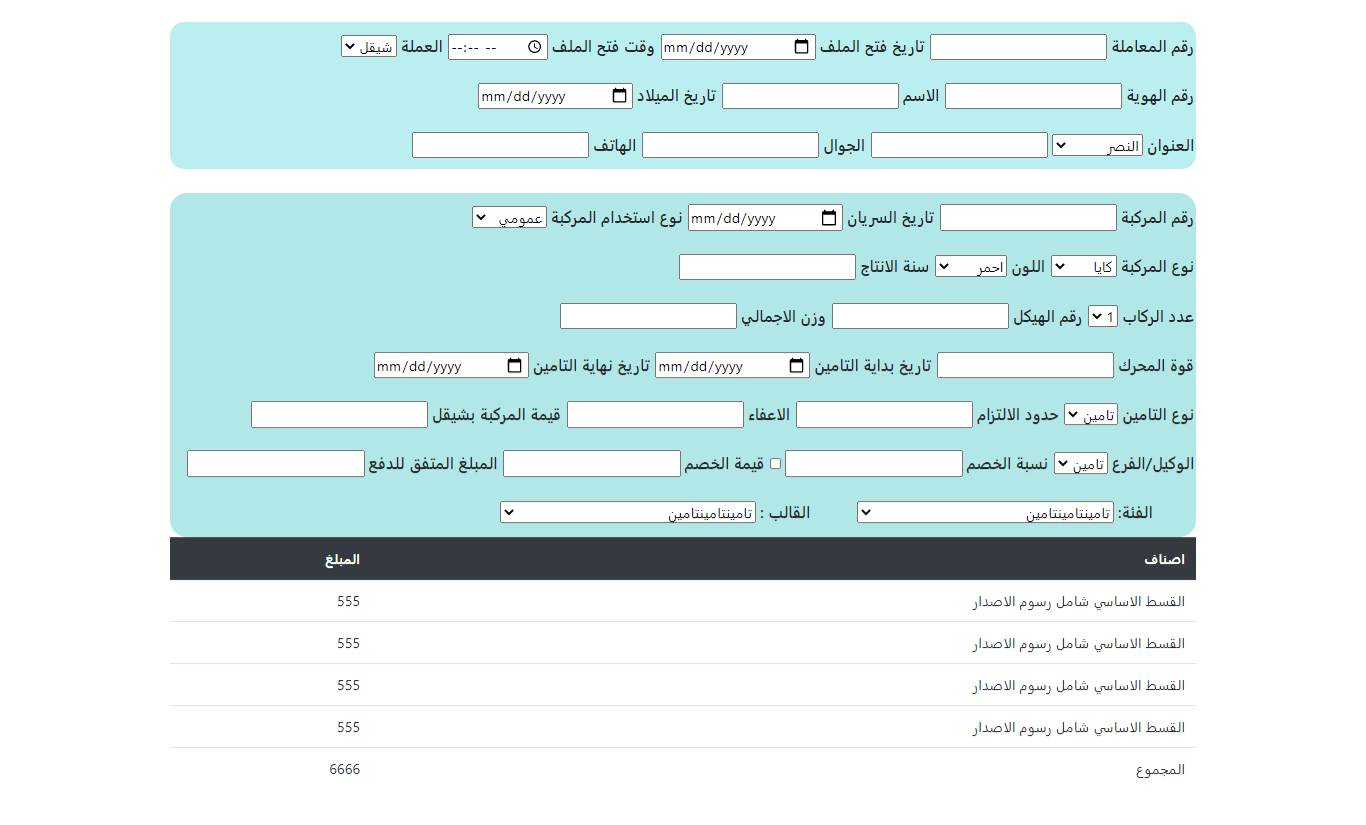 رقم المعاملة تاريخ فتح الملف mm/dd/yyyy وقت فتح الملف --:-- -- العملة شيقل
رقم الهوية الاسم تاريخ الميلاد mm/dd/yyyy
العنوان النصر الجوال الهاتف
رقم المركبة تاريخ السريان mm/dd/yyyy نوع استخدام المركبة عمومي
نوع المركبة كايا اللون احمر سنة الانتاج
عدد الركاب 1 رقم الهيكل وزن الاجمالي
قوة المحرك تاريخ بداية التامين mm/dd/yyyy تاريخ نهاية التامين mm/dd/yyyy
نوع التامين تامين حدود الالتزام الاعفاء قيمة المركبة بشيقل
الوكيل/الفرع تامين نسبة الخصم قيمة الخصم المبلغ المتفق للدفع
الفئة: تامينتامينتامين القالب : تامينتامينتامين
اصناف المبلغ
القسط الاساسي شامل رسوم الاصدار 555
القسط الاساسي شامل رسوم الاصدار 555
القسط الاساسي شامل رسوم الاصدار 555
القسط الاساسي شامل رسوم الاصدار 555
المجموع 6666